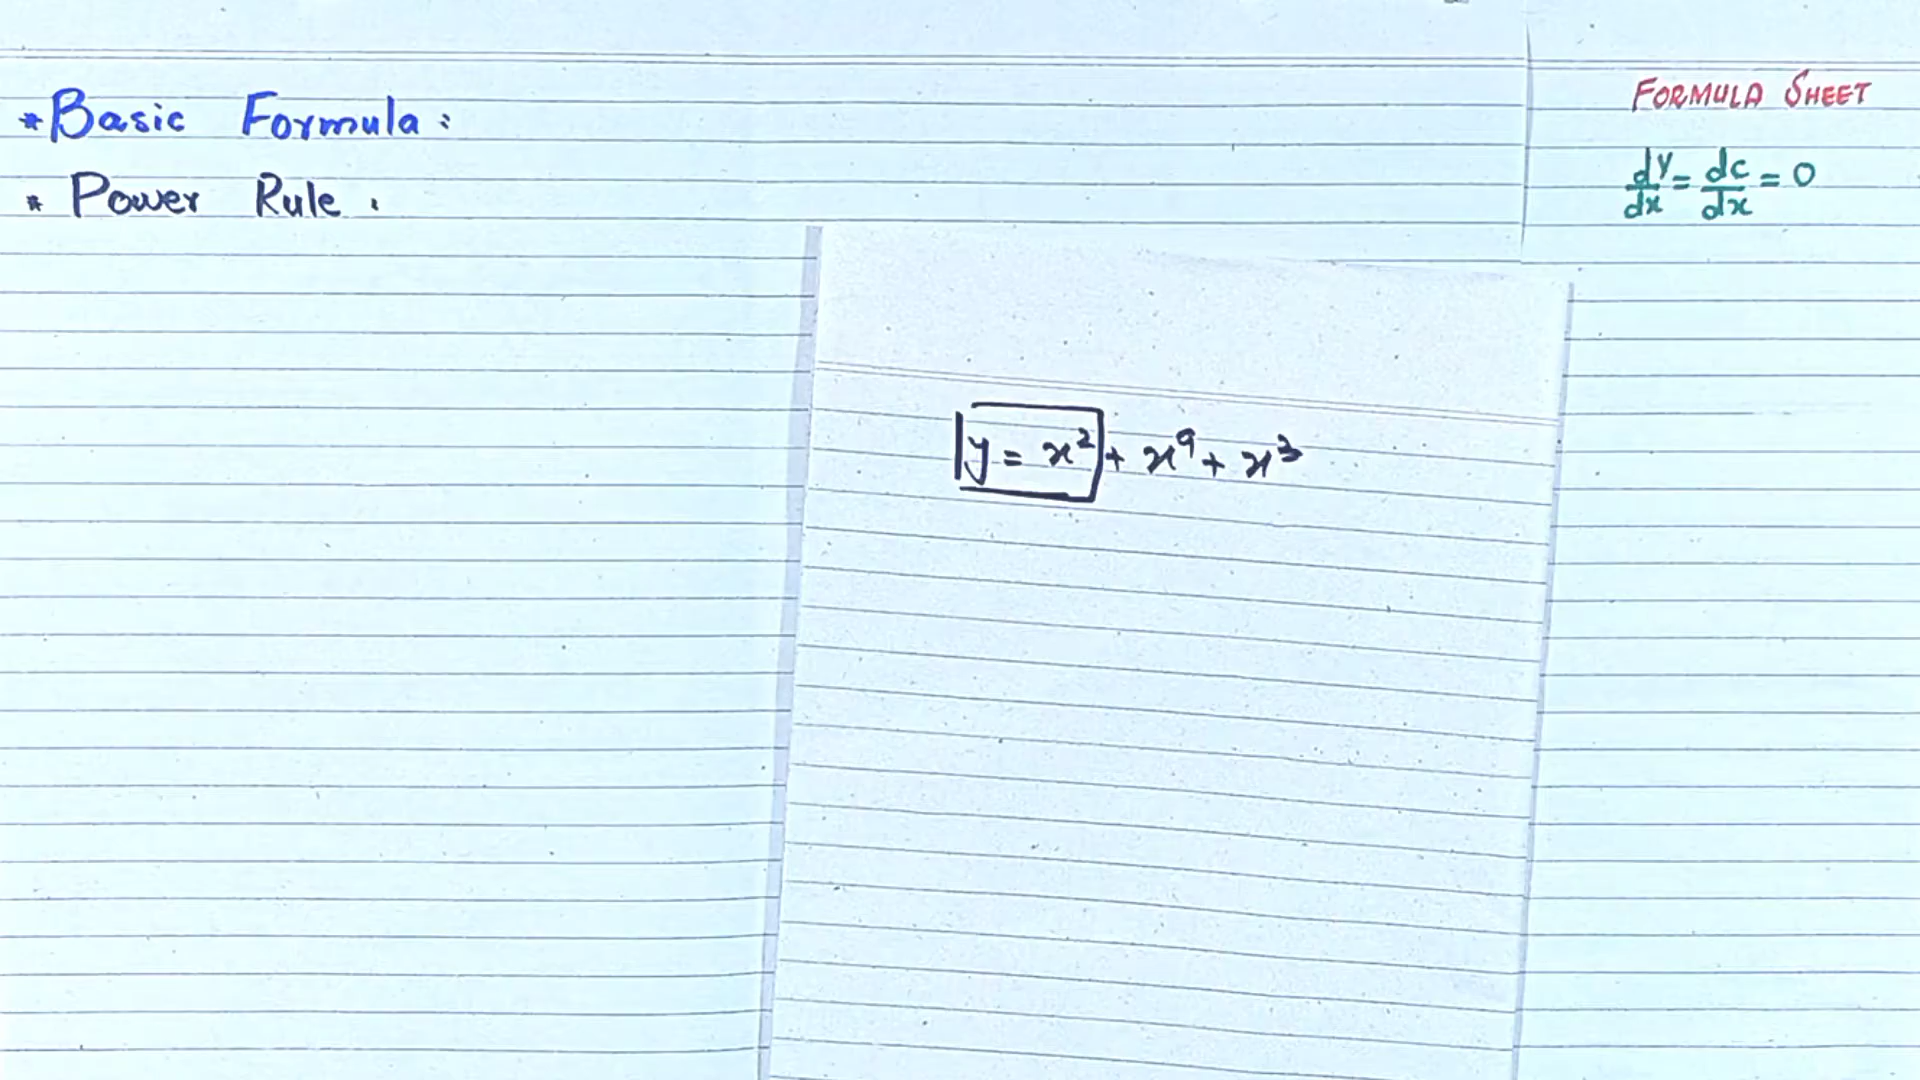 * Basic Formula :
* Power Rule .
FORMULA SHEET
dy/dx = dc/dx = 0
y = x² + x⁹ + x³